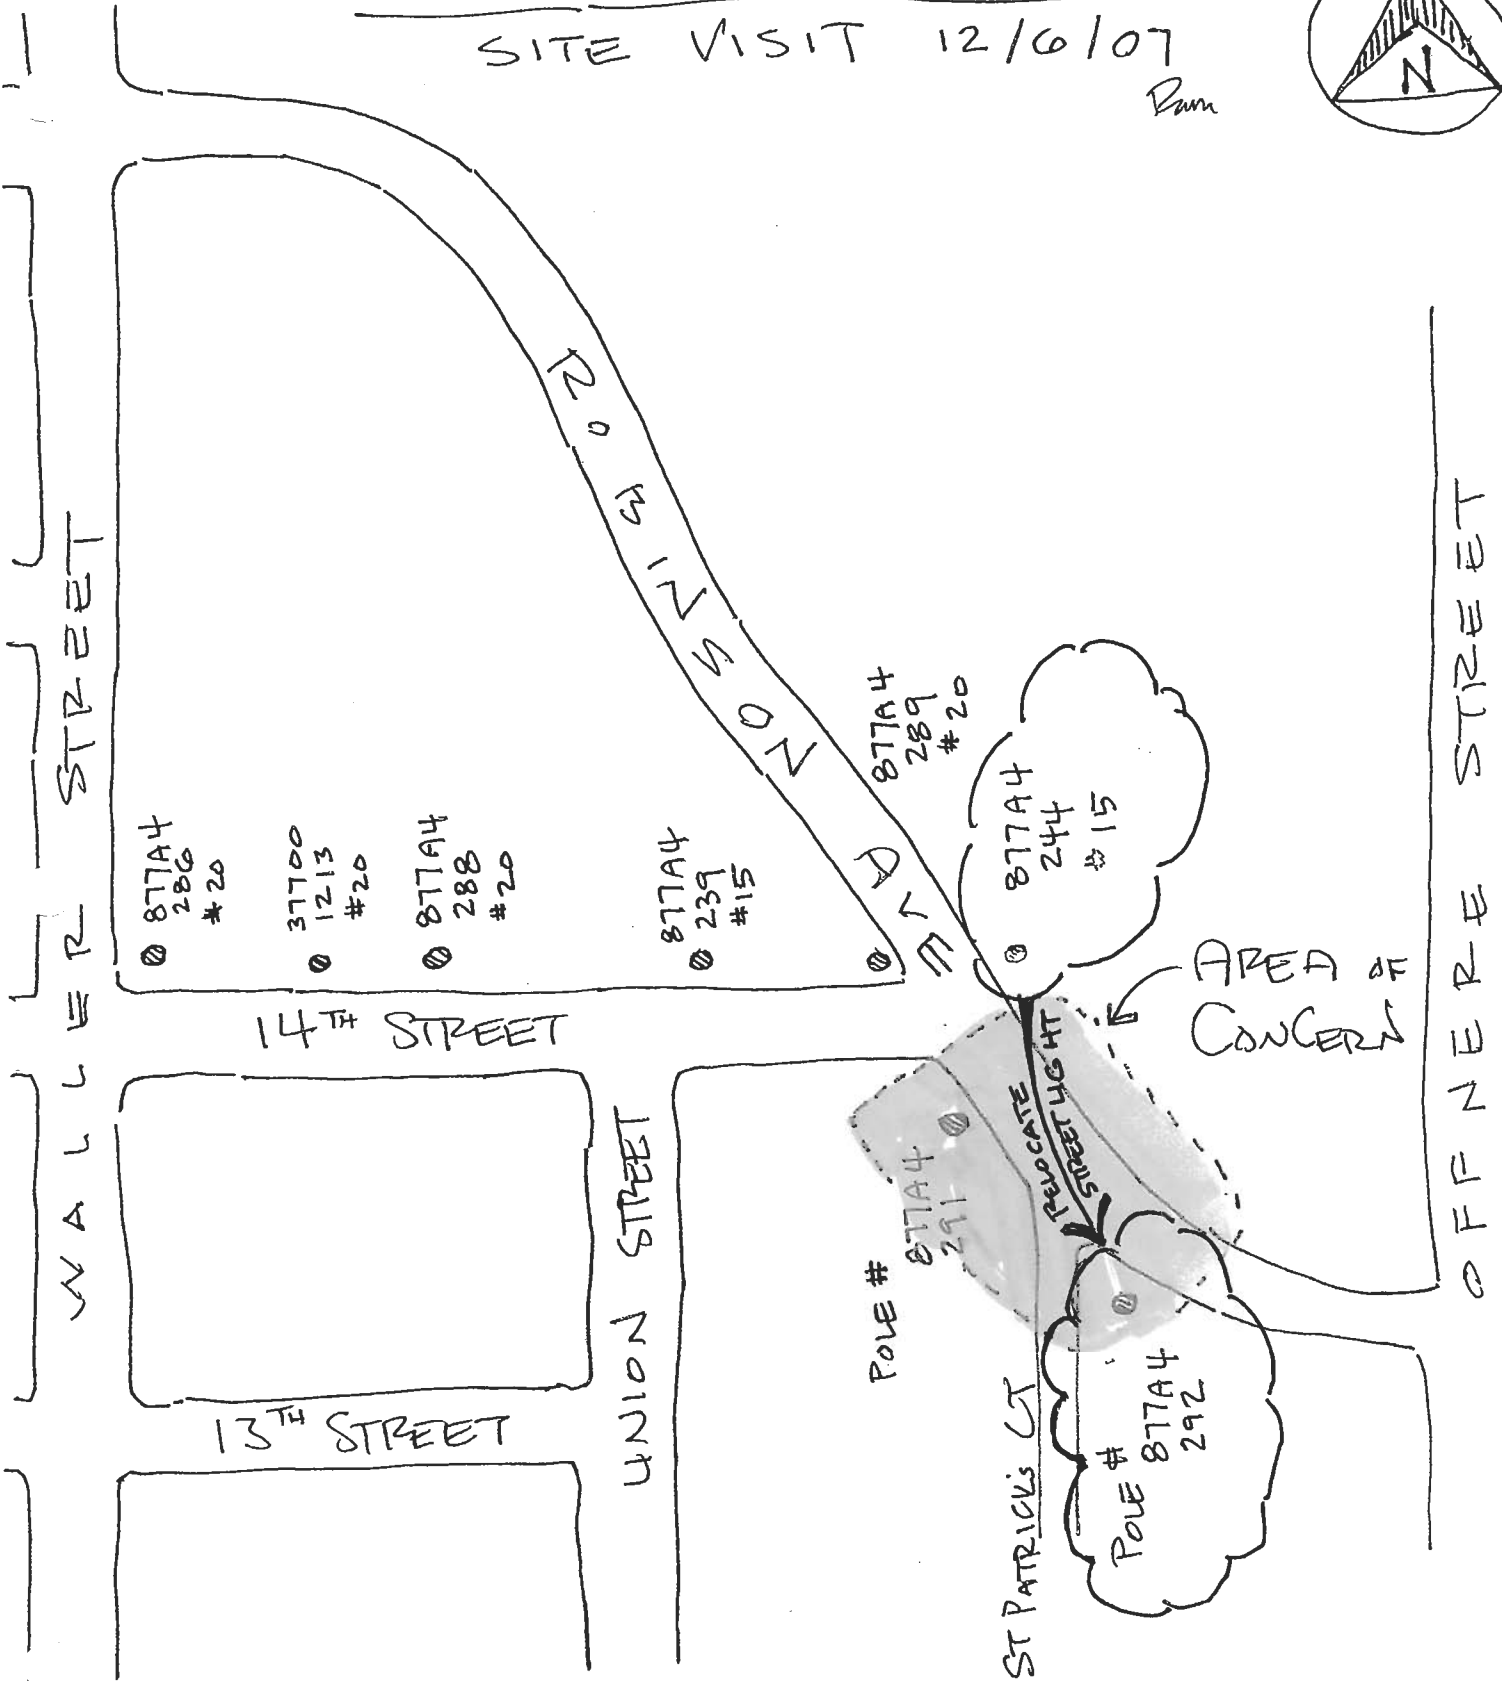 SITE VISIT 12/6/07
N
ROBINSON AVE
WALLER STREET
OFFNERE STREET
877A4
286
#20
37700
1213
#20
877A4
288
#20
877A4
239
#15
877A4
289
#20
877A4
244
#15
AREA OF
CONCERN
14TH STREET
RELOCATE
STREET LIGHT
POLE #
877A4
291
UNION STREET
13TH STREET
ST PATRICKS CT
POLE #
877A4
292